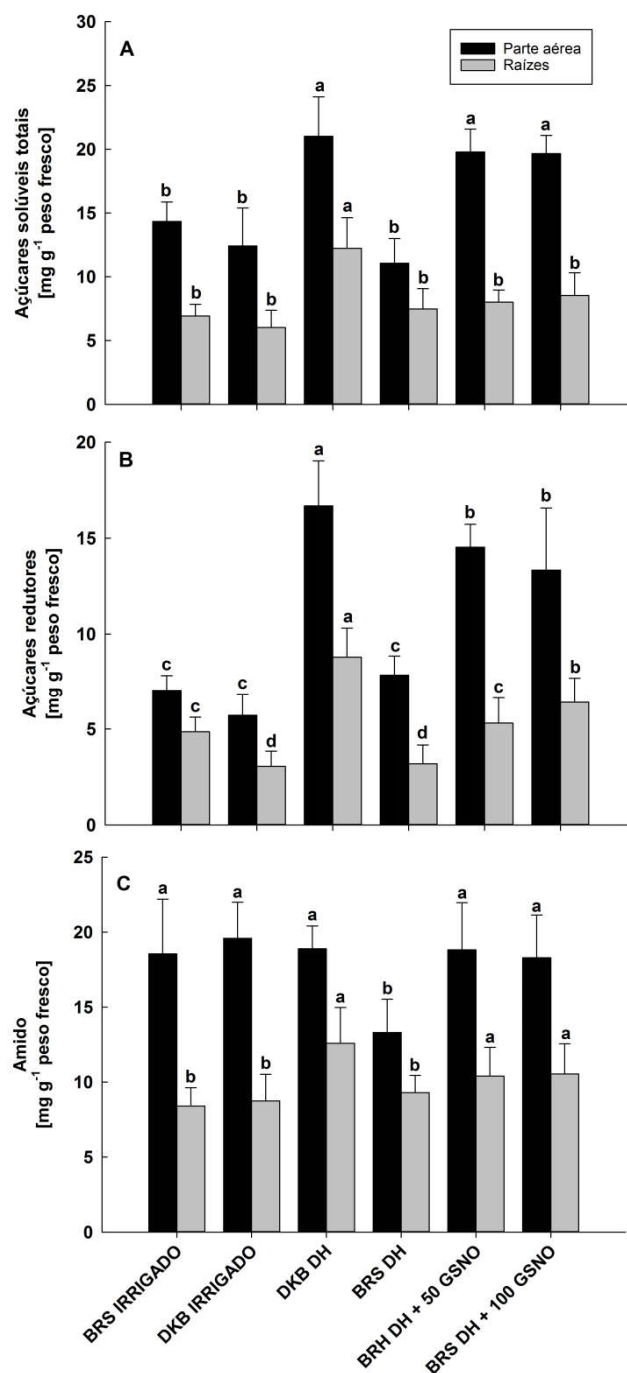 A
Parte aérea
Raízes
Açúcares solúveis totais
[mg g-1 peso fresco]
30
25
20
15
10
5
0
b b a b a a
b b a b b b
B
Açúcares redutores
[mg g-1 peso fresco]
20
15
10
5
0
c c a c b b
c d a d c b
C
Amido
[mg g-1 peso fresco]
25
20
15
10
5
0
a a a b a a
b b a b a a
BRS IRRIGADO
DKB IRRIGADO
DKB DH
BRS DH
BRH DH + 50 GSNO
BRS DH + 100 GSNO